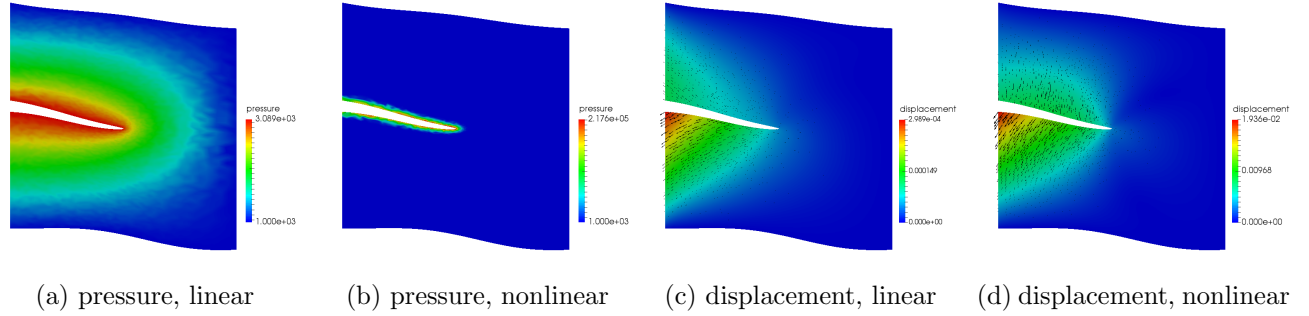 pressure
3.089e+03
1.000e+03
pressure
2.176e+05
1.000e+03
displacement
2.989e-04
0.000149
0.000e+00
displacement
1.936e-02
0.00968
0.000e+00
(a) pressure, linear
(b) pressure, nonlinear
(c) displacement, linear
(d) displacement, nonlinear